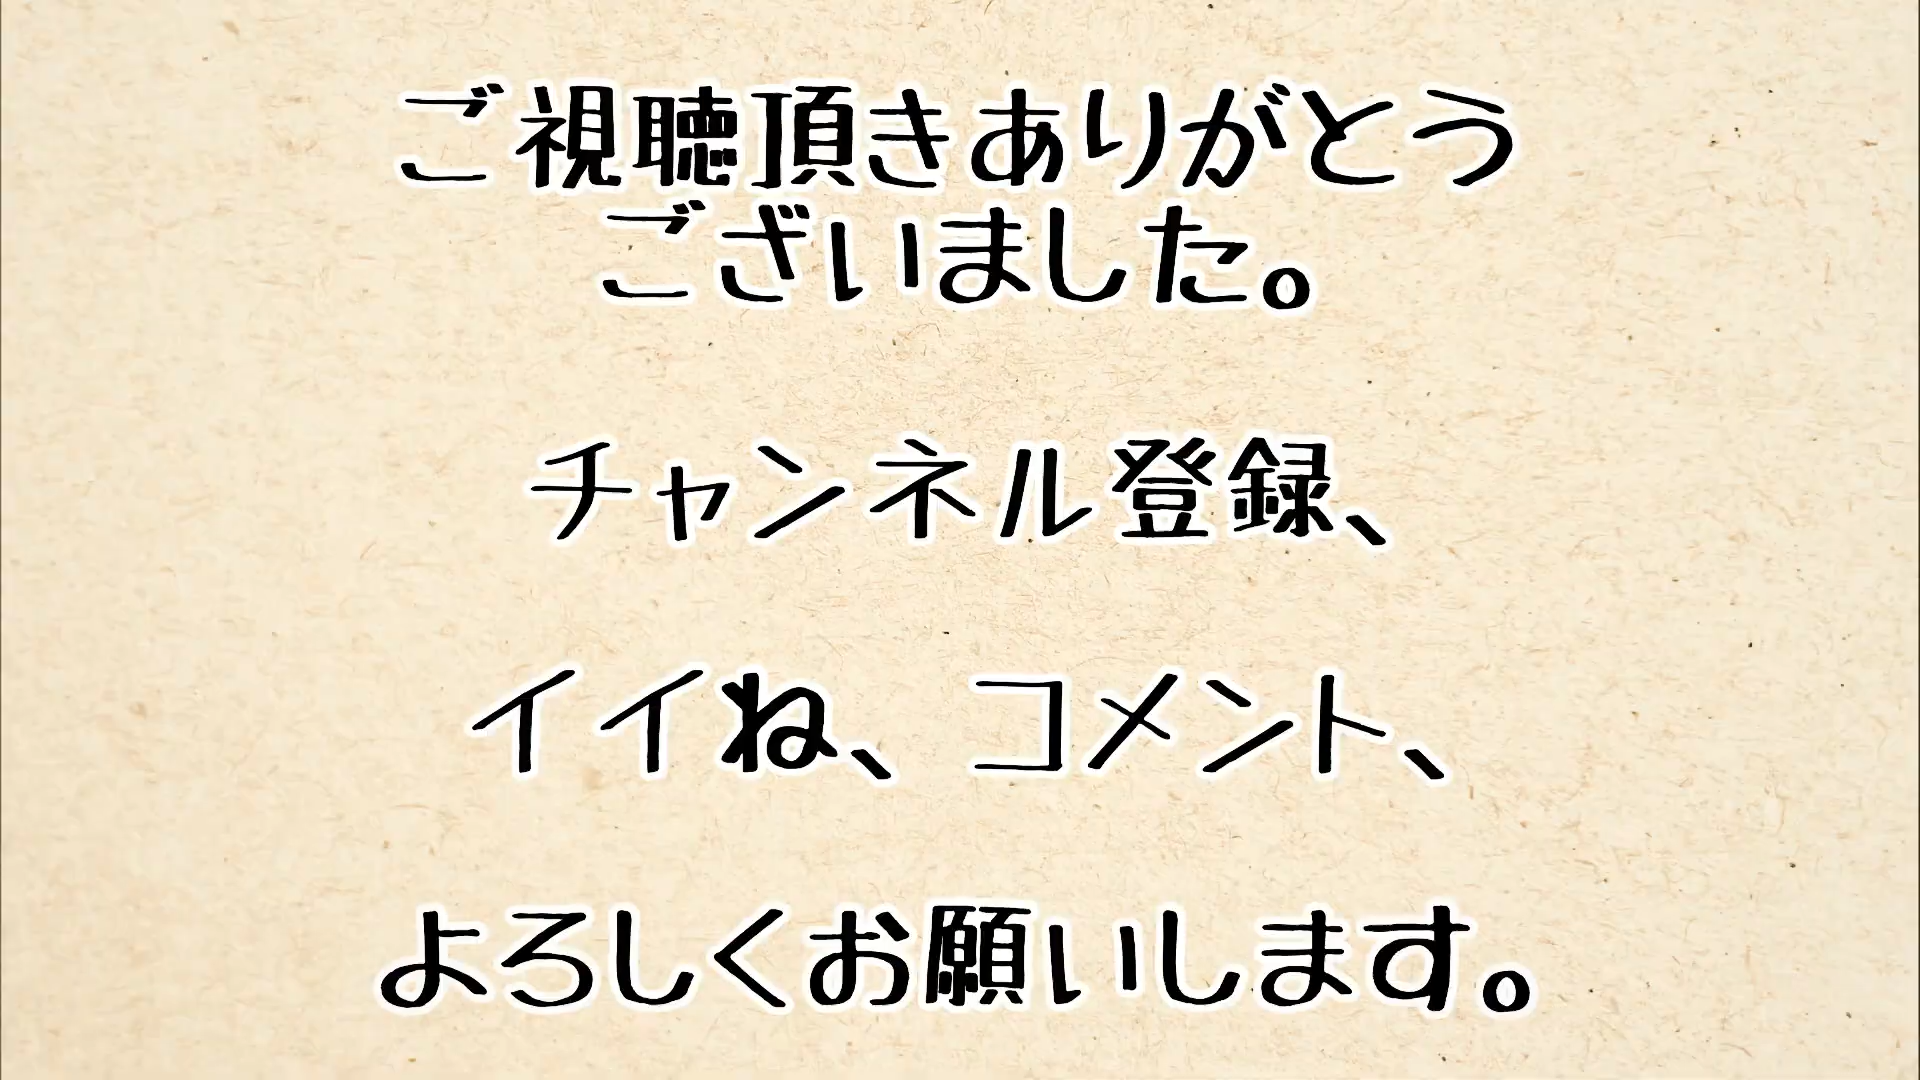 ご視聴頂きありがとう
ございました。
チャンネル登録、
イイね、コメント、
よろしくお願いします。